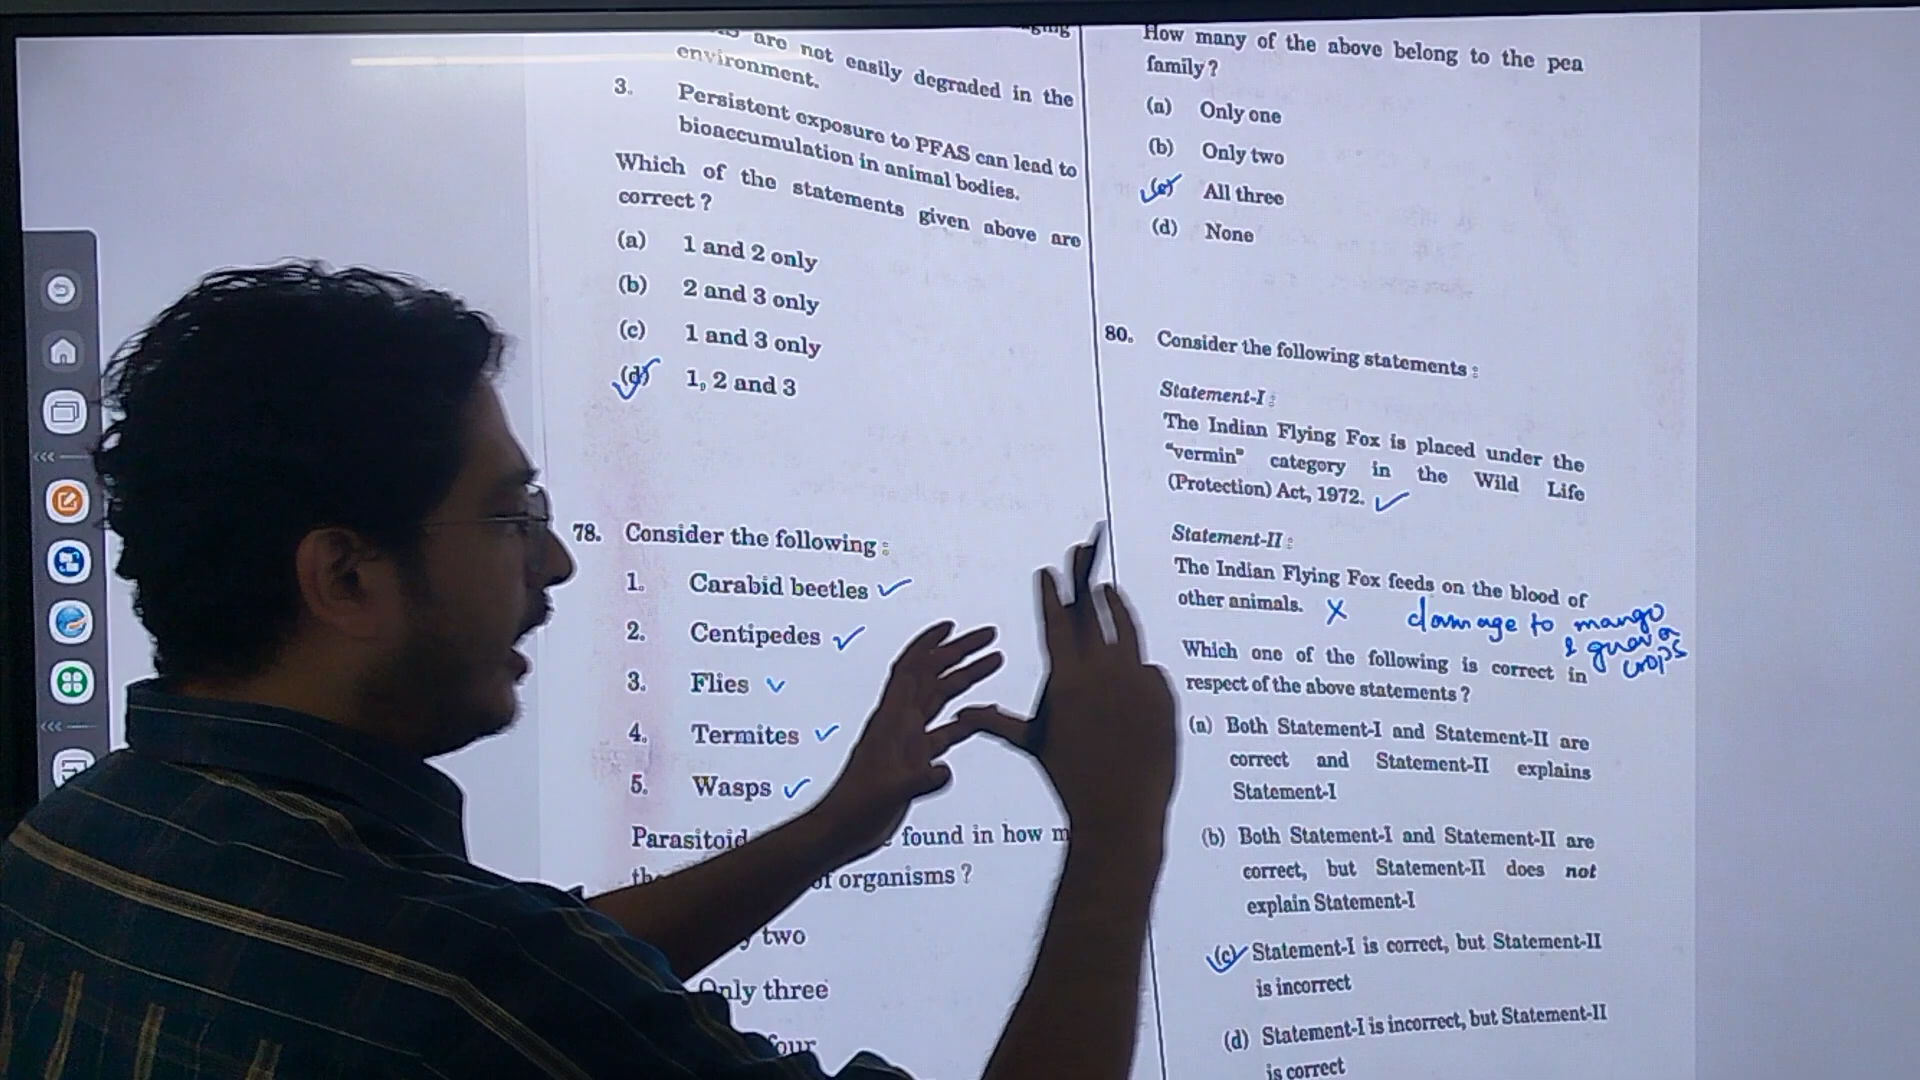 are not easily degraded in the
environment.
3. Persistent exposure to PFAS can lead to
bioaccumulation in animal bodies.
Which of the statements given above are
correct ?
(a) 1 and 2 only
(b) 2 and 3 only
(c) 1 and 3 only
(d) 1, 2 and 3
78. Consider the following :
1. Carabid beetles
2. Centipedes
3. Flies
4. Termites
5. Wasps
Parasitoid found in how
of organisms ?
two
Only three
four
How many of the above belong to the pea
family ?
(a) Only one
(b) Only two
(c) All three
(d) None
80. Consider the following statements :
Statement-I :
The Indian Flying Fox is placed under the
"vermin" category in the Wild Life
(Protection) Act, 1972.
Statement-II :
The Indian Flying Fox feeds on the blood of
other animals. X damage to mango
& guava
crops
Which one of the following is correct in
respect of the above statements ?
(a) Both Statement-I and Statement-II are
correct and Statement-II explains
Statement-I
(b) Both Statement-I and Statement-II are
correct, but Statement-II does not
explain Statement-I
(c) Statement-I is correct, but Statement-II
is incorrect
(d) Statement-I is incorrect, but Statement-II
is correct